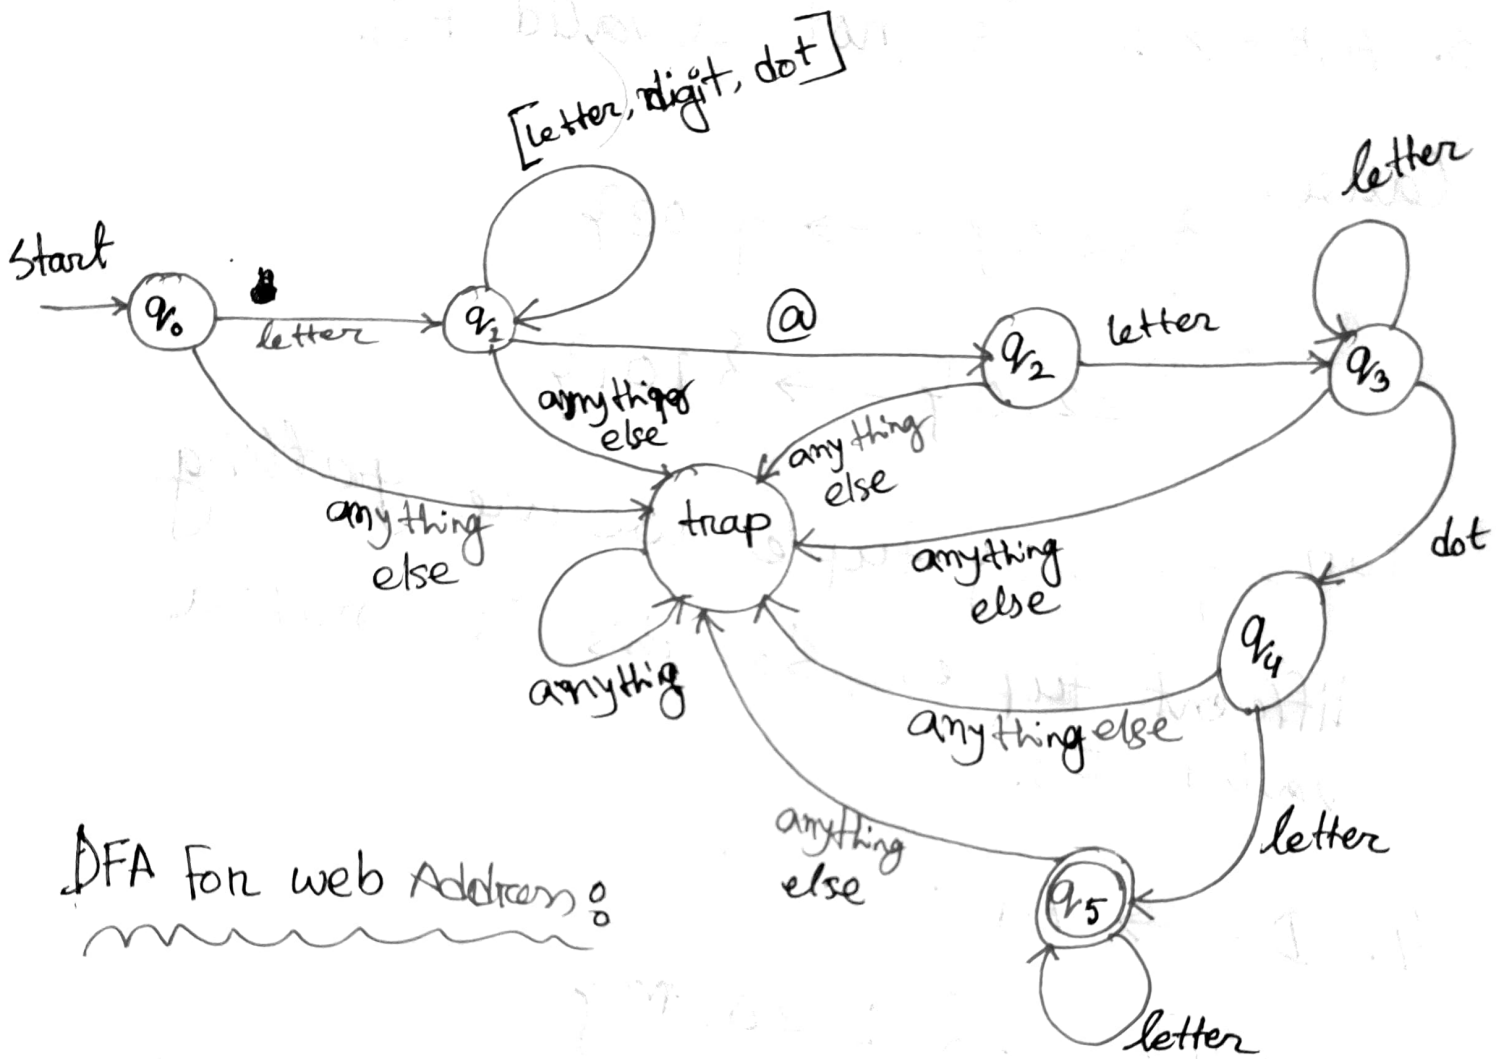 [letter, digit, dot]
letter
Start
q0
letter
q1
@
q2
letter
q3
anything
else
anything
else
trap
anything
else
anything
else
dot
q4
anythig
anything else
anything
else
letter
q5
letter
DFA For web Address: